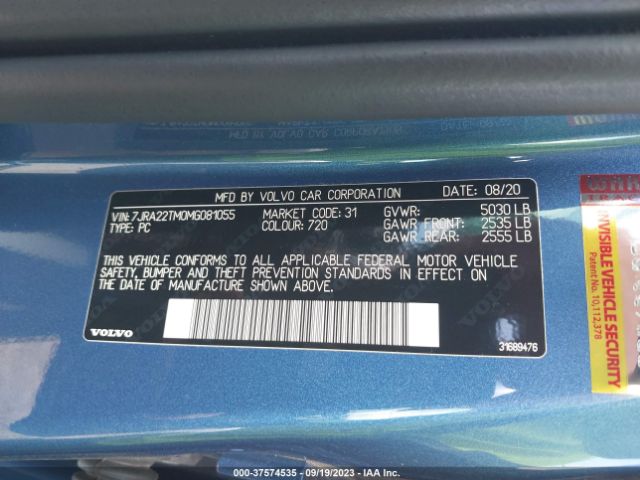 MFD BY VOLVO CAR CORPORATION DATE: 08/20
VIN: 7JRA22TM0MG081055 MARKET CODE: 31 GVWR: 5030 LB
TYPE: PC COLOUR: 720 GAWR FRONT: 2535 LB
GAWR REAR: 2555 LB
THIS VEHICLE CONFORMS TO ALL APPLICABLE FEDERAL MOTOR VEHICLE
SAFETY, BUMPER AND THEFT PREVENTION STANDARDS IN EFFECT ON
THE DATE OF MANUFACTURE SHOWN ABOVE.
VOLVO 31689476
INVISIBLE VEHICLE SECURITY
Patent No. 10,112,378
© - 37574535 - 09/19/2023 - IAA Inc.